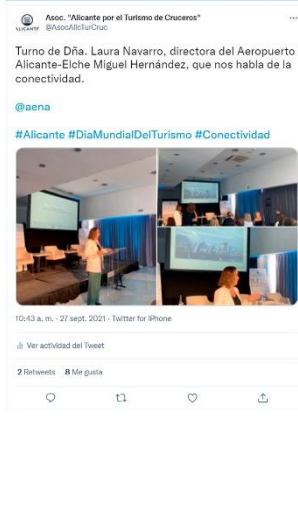 Asoc. "Alicante por el Turismo de Cruceros"
@AsocAlicTurCruc
Turno de Dña. Laura Navarro, directora del Aeropuerto
Alicante-Elche Miguel Hernández, que nos habla de la
conectividad.
@aena
#Alicante #DiaMundialDelTurismo #Conectividad
10:43 a. m. · 27 sept. 2021 · Twitter for iPhone
Ver actividad del Tweet
2 Retweets 8 Me gusta